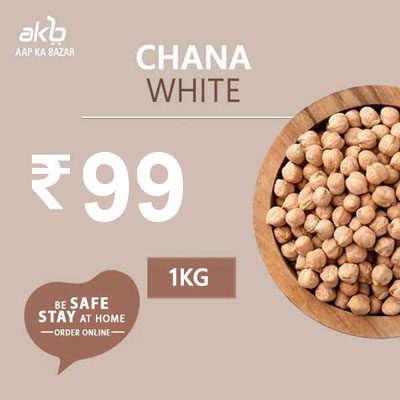 akb
AAP KA BAZAR
CHANA
WHITE
₹99
1KG
BE SAFE
STAY AT HOME
ORDER ONLINE